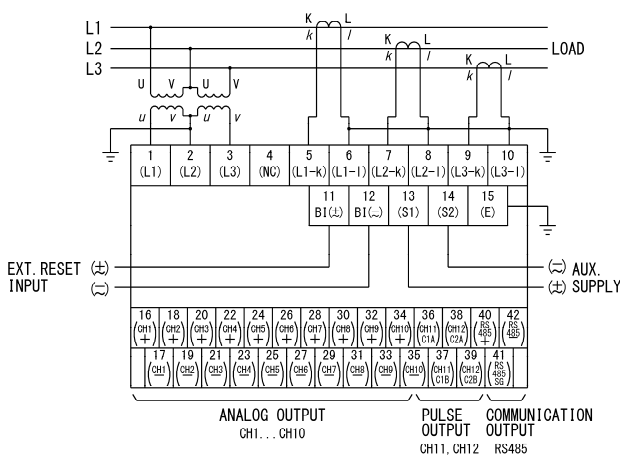 L1
K L
k l
L2
K L
k l
LOAD
L3
K L
k l
U V U V
u v u v
1 2 3 4 5 6 7 8 9 10
(L1) (L2) (L3) (NC) (L1-k) (L1-l) (L2-k) (L2-l) (L3-k) (L3-l)
11 12 13 14 15
BI(±) BI(~) (S1) (S2) (E)
EXT. RESET (±)
INPUT (~)
(~) AUX.
(±) SUPPLY
16 18 20 22 24 26 28 30 32 34 36 38 40 42
(CH1 +) (CH2 +) (CH3 +) (CH4 +) (CH5 +) (CH6 +) (CH7 +) (CH8 +) (CH9 +) (CH10 +) (CH11 C1A) (CH12 C2A) (RS 485 +) (RS 485 −)
17 19 21 23 25 27 29 31 33 35 37 39 41
(CH1 −) (CH2 −) (CH3 −) (CH4 −) (CH5 −) (CH6 −) (CH7 −) (CH8 −) (CH9 −) (CH10 −) (CH11 C1B) (CH12 C2B) (RS 485 SG)
ANALOG OUTPUT
CH1...CH10
PULSE
OUTPUT
CH11, CH12
COMMUNICATION
OUTPUT
RS485